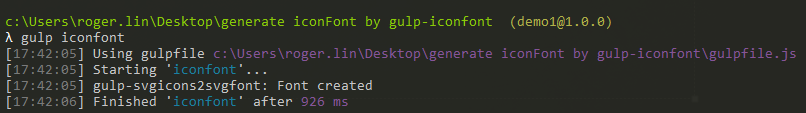 c:\Users\roger.lin\Desktop\generate iconFont by gulp-iconfont  (demo1@1.0.0)
λ gulp iconfont
[17:42:05] Using gulpfile c:\Users\roger.lin\Desktop\generate iconFont by gulp-iconfont\gulpfile.js
[17:42:05] Starting 'iconfont'...
[17:42:05] gulp-svgicons2svgfont: Font created
[17:42:06] Finished 'iconfont' after 926 ms